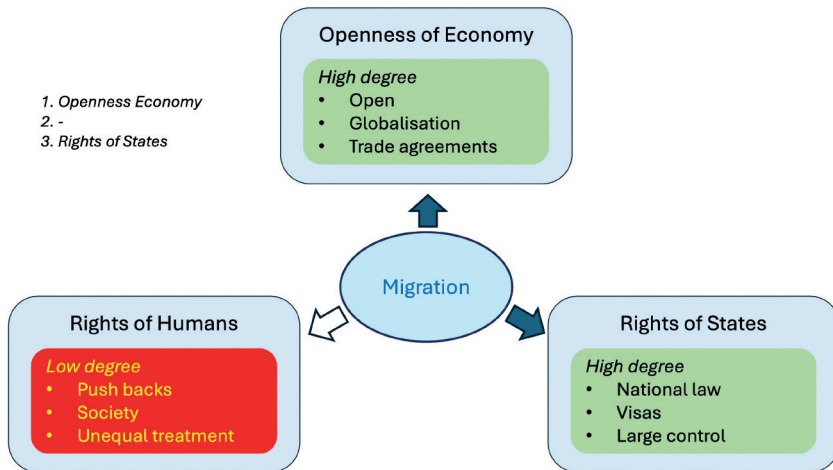 Openness of Economy
High degree
• Open
• Globalisation
• Trade agreements
1. Openness Economy
2. -
3. Rights of States
Migration
Rights of Humans
Low degree
• Push backs
• Society
• Unequal treatment
Rights of States
High degree
• National law
• Visas
• Large control